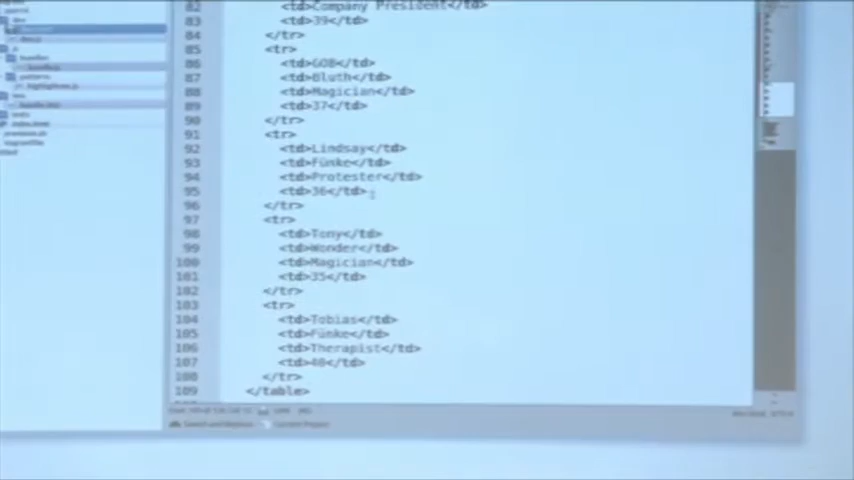 82 <td>Company President</td>
83 <td>39</td>
84 </tr>
85 <tr>
86 <td>GOB</td>
87 <td>Bluth</td>
88 <td>Magician</td>
89 <td>37</td>
90 </tr>
91 <tr>
92 <td>Lindsay</td>
93 <td>Fünke</td>
94 <td>Protester</td>
95 <td>36</td>
96 </tr>
97 <tr>
98 <td>Tony</td>
99 <td>Wonder</td>
100 <td>Magician</td>
101 <td>35</td>
102 </tr>
103 <tr>
104 <td>Tobias</td>
105 <td>Fünke</td>
106 <td>Therapist</td>
107 <td>40</td>
108 </tr>
109 </table>